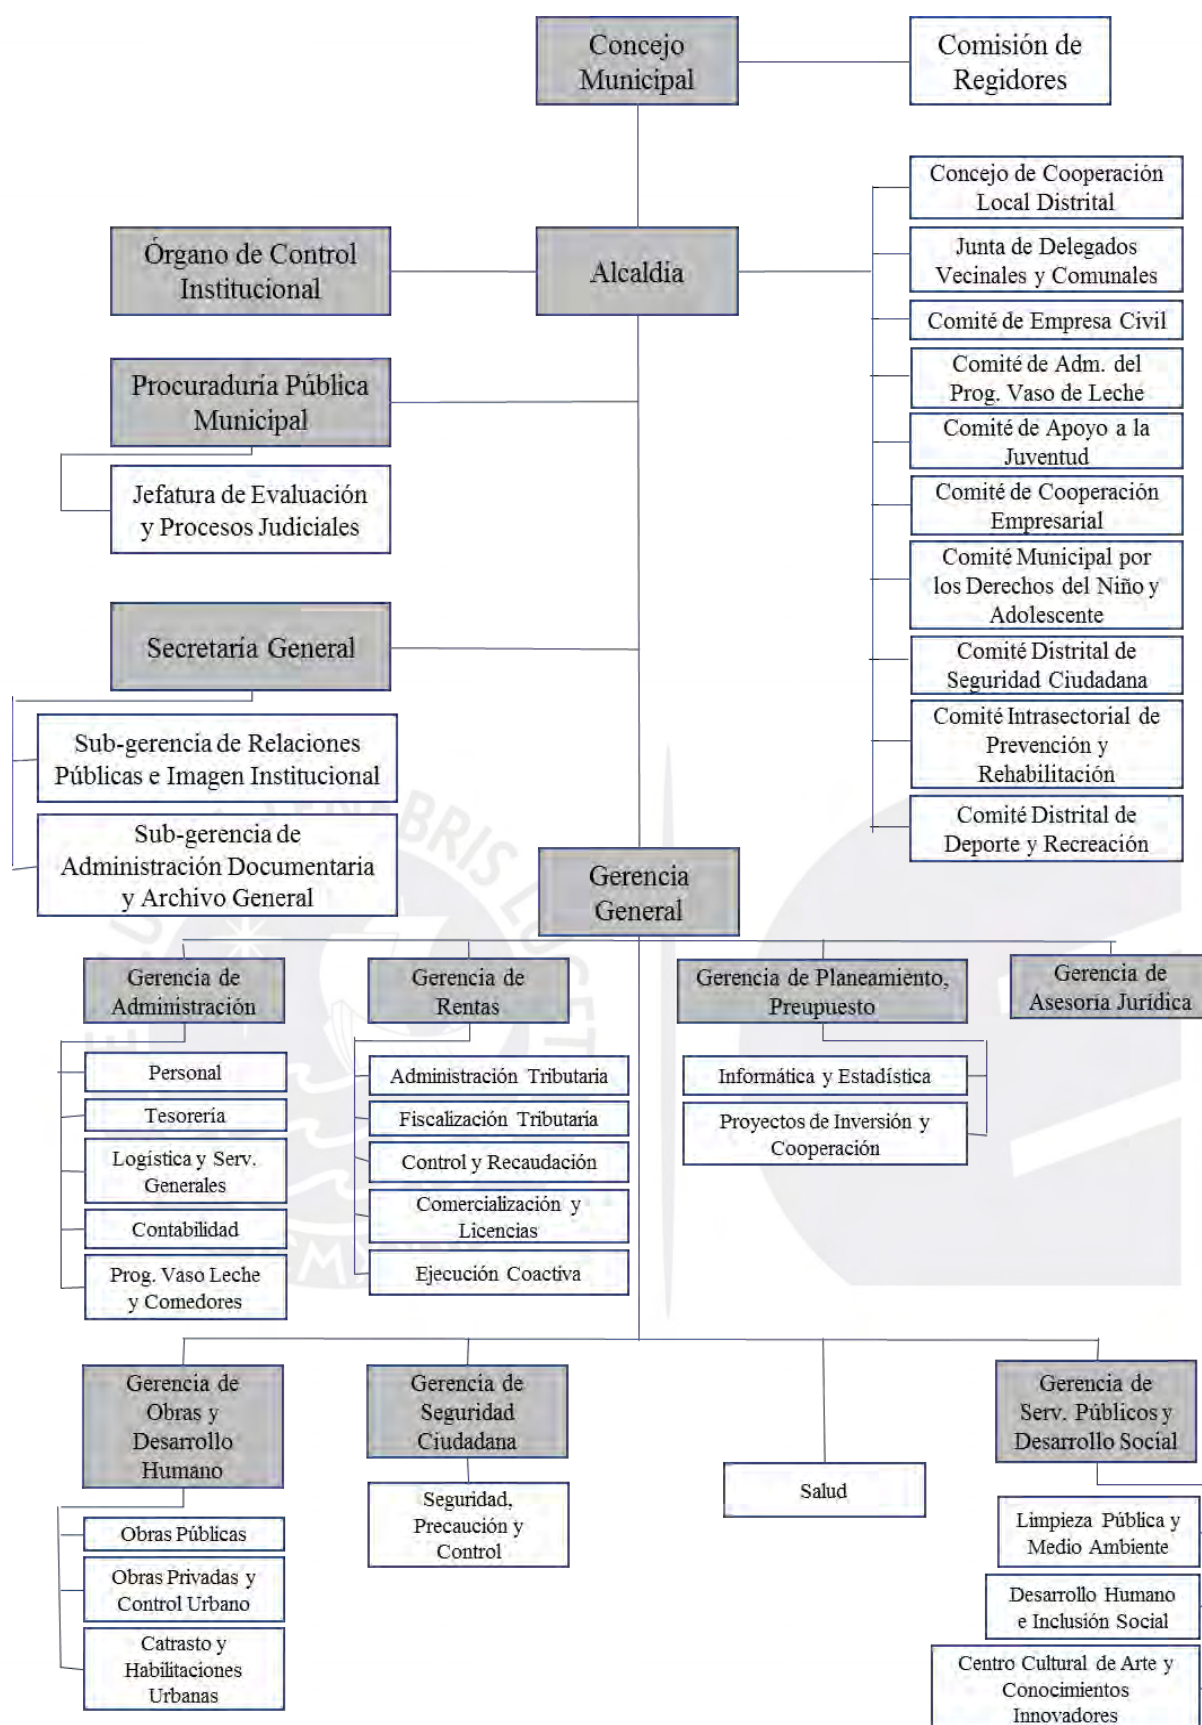 Concejo
Municipal
Comisión de
Regidores
Concejo de Cooperación
Local Distrital
Órgano de Control
Institucional
Alcaldía
Junta de Delegados
Vecinales y Comunales
Comité de Empresa Civil
Procuraduría Pública
Municipal
Comité de Adm. del
Prog. Vaso de Leche
Comité de Apoyo a la
Juventud
Jefatura de Evaluación
y Procesos Judiciales
Comité de Cooperación
Empresarial
Comité Municipal por
los Derechos del Niño y
Adolescente
Secretaría General
Comité Distrital de
Seguridad Ciudadana
Sub-gerencia de Relaciones
Públicas e Imagen Institucional
Comité Intrasectorial de
Prevención y
Rehabilitación
Sub-gerencia de
Administración Documentaria
y Archivo General
Comité Distrital de
Deporte y Recreación
Gerencia
General
Gerencia de
Administración
Gerencia de
Rentas
Gerencia de Planeamiento,
Preupuesto
Gerencia de
Asesoría Jurídica
Personal
Tesorería
Logística y Serv.
Generales
Contabilidad
Prog. Vaso Leche
y Comedores
Administración Tributaria
Fiscalización Tributaria
Control y Recaudación
Comercialización y
Licencias
Ejecución Coactiva
Informática y Estadística
Proyectos de Inversión y
Cooperación
Gerencia de
Obras y
Desarrollo
Humano
Gerencia de
Seguridad
Ciudadana
Gerencia de
Serv. Públicos y
Desarrollo Social
Obras Públicas
Obras Privadas y
Control Urbano
Catrasto y
Habilitaciones
Urbanas
Seguridad,
Precaución y
Control
Salud
Limpieza Pública y
Medio Ambiente
Desarrollo Humano
e Inclusión Social
Centro Cultural de Arte y
Conocimientos
Innovadores